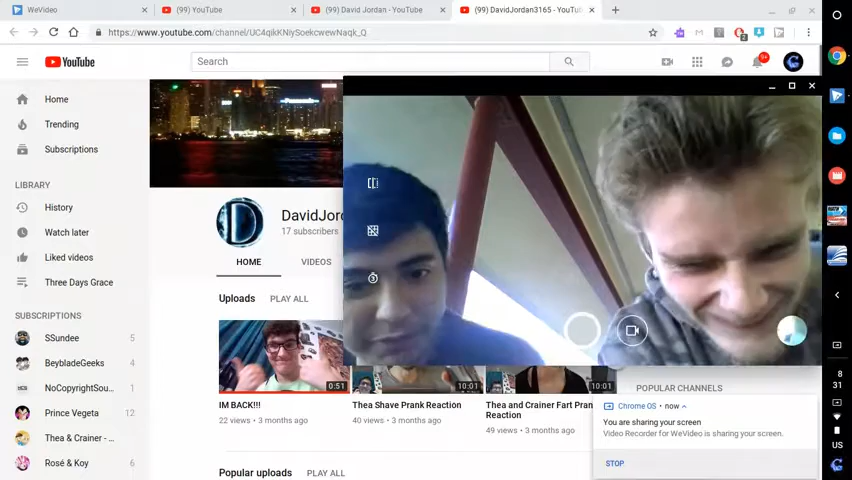 WeVideo
(99) YouTube
(99) David Jordan - YouTube
(99) DavidJordan3165 - YouTu
https://www.youtube.com/channel/UC4qikKNiySoekcwewNaqk_Q
YouTube
Search
9+
2
Home
Trending
Subscriptions
LIBRARY
History
Watch later
Liked videos
Three Days Grace
SUBSCRIPTIONS
SSundee 5
BeybladeGeeks 4
NoCopyrightSou... 1
Prince Vegeta 12
Thea & Crainer - ...
Rosé & Koy 6
D
DavidJord
17 subscribers
HOME VIDEOS
Uploads PLAY ALL
0:51
10:01
10:01
IM BACK!!!
22 views • 3 months ago
Thea Shave Prank Reaction
40 views • 3 months ago
Thea and Crainer Fart Pran
Reaction
49 views • 3 months ago
Popular uploads PLAY ALL
POPULAR CHANNELS
Chrome OS • now
You are sharing your screen
Video Recorder for WeVideo is sharing your screen.
STOP
8
31
US